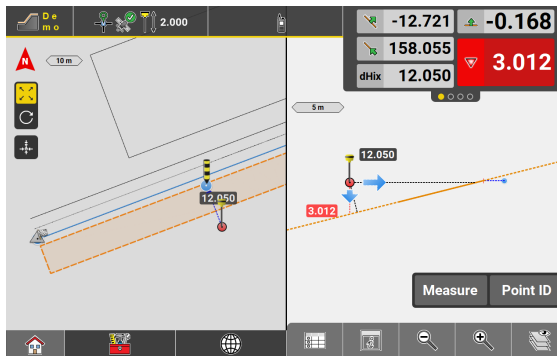 De
mo
2.000
-12.721
-0.168
158.055
3.012
dHix
12.050
N
10 m
5 m
12.050
12.050
3.012
Measure
Point ID